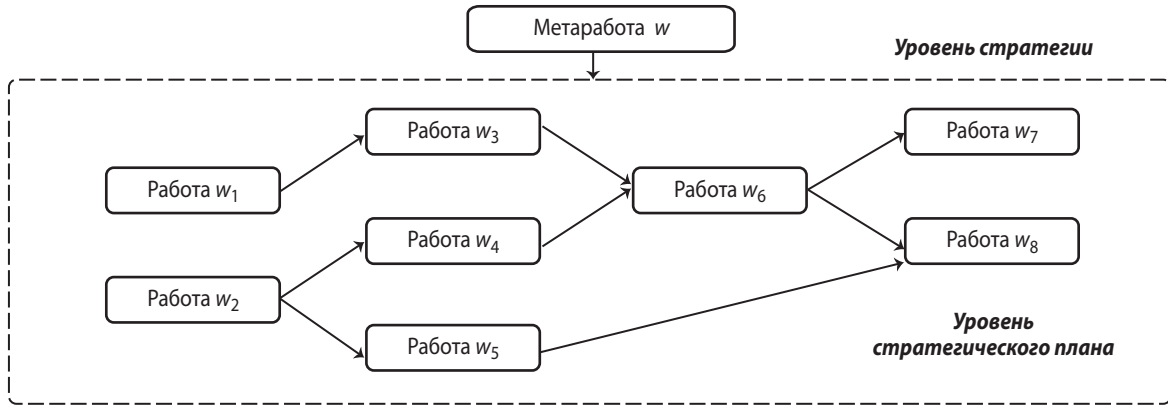 Метаработа w
Уровень стратегии
Работа w3
Работа w7
Работа w1
Работа w6
Работа w4
Работа w8
Работа w2
Работа w5
Уровень
стратегического плана